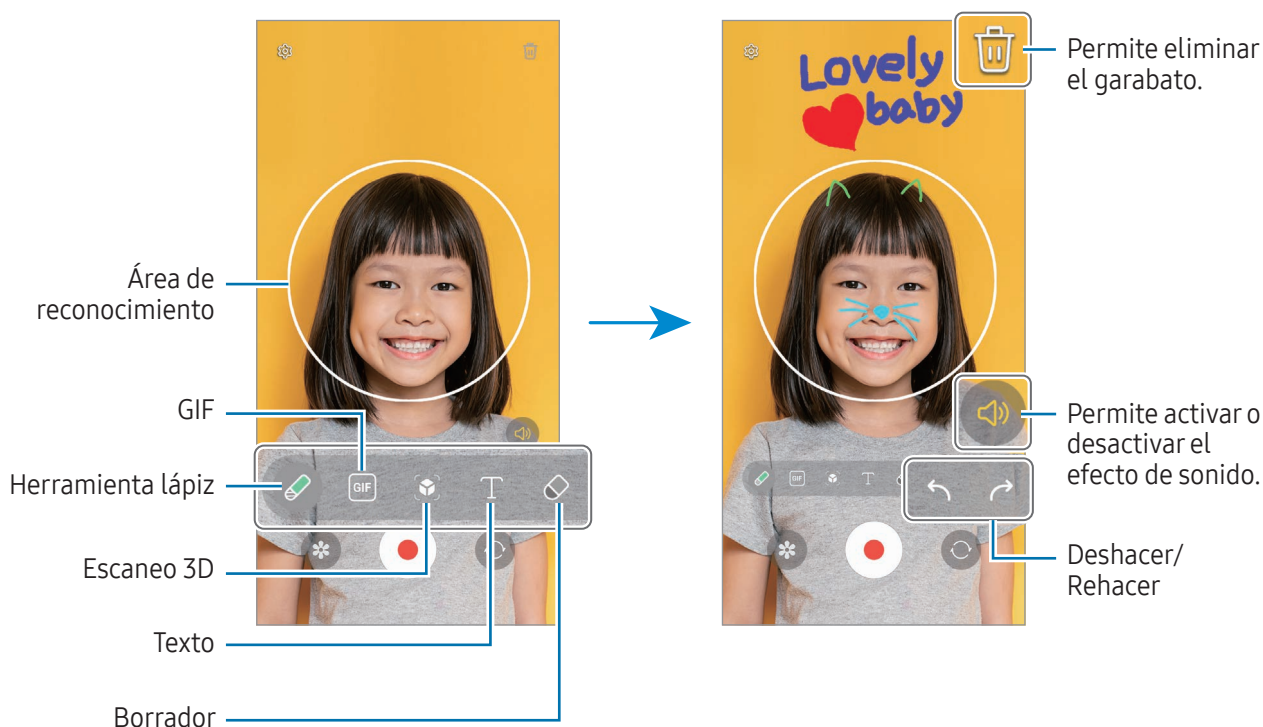 Permite eliminar
el garabato.
Lovely
baby
Área de
reconocimiento
GIF
Permite activar o
desactivar el
efecto de sonido.
Herramienta lápiz
GIF
T
GIF
T
Escaneo 3D
Deshacer/
Rehacer
Texto
Borrador